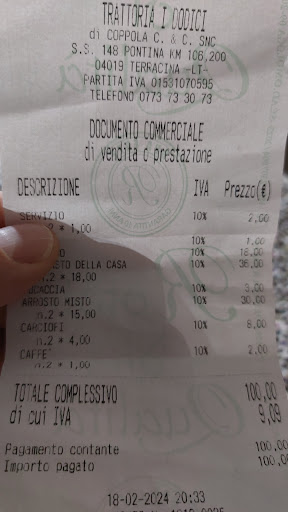 TRATTORIA I DODICI
di COPPOLA C. & C. SNC
S.S. 148 PONTINA KM 106,200
04019 TERRACINA -LT-
PARTITA IVA 01531070595
TELEFONO 0773 73 30 73
DOCUMENTO COMMERCIALE
di vendita o prestazione
DESCRIZIONE IVA Prezzo(€)
SERVIZIO 10% 2,00
n.2 * 1,00
10% 1,00
10% 18,00
DELLA CASA 10% 36,00
n.2 * 18,00
10% 3,00
ARROSTO MISTO 10% 30,00
n.2 * 15,00
CARCIOFI 10% 8,00
n.2 * 4,00
CAFFE' 10% 2,00
n.2 * 1,00
TOTALE COMPLESSIVO 100,00
di cui IVA 9,09
Pagamento contante 100,00
Importo pagato 100,0
18-02-2024 20:33